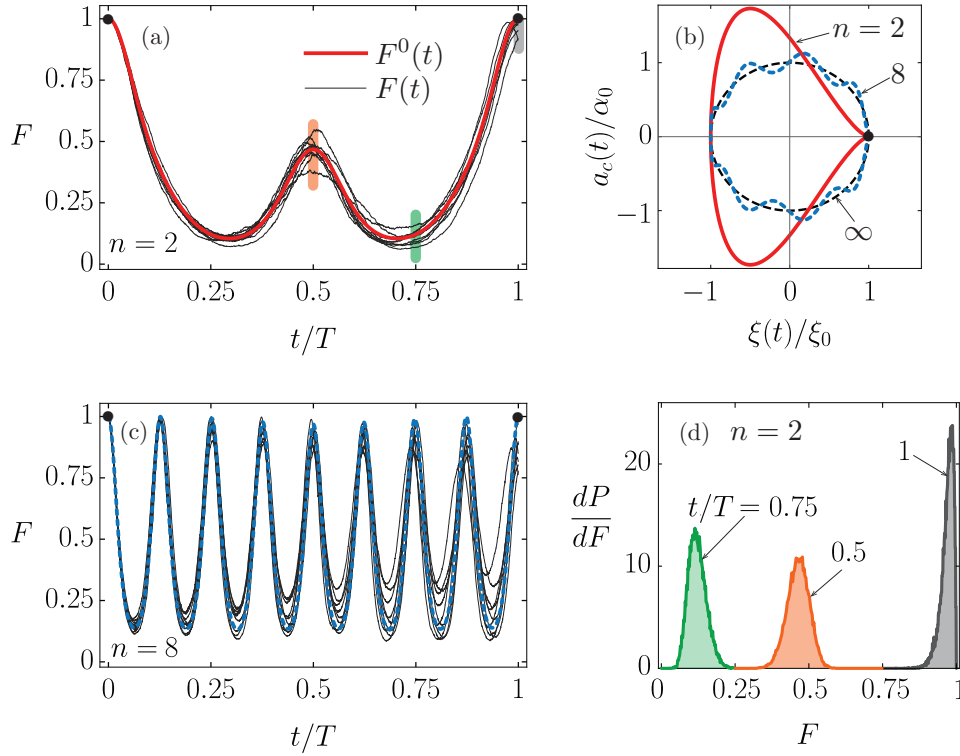 (a)
1
0.75
0.5
0.25
0
F
F⁰(t)
F(t)
n = 2
0 0.25 0.5 0.75 1
t/T
(b)
n = 2
8
∞
1
0
−1
a_c(t)/α₀
−1 0 1
ξ(t)/ξ₀
(c)
1
0.75
0.5
0.25
0
F
n = 8
0 0.25 0.5 0.75 1
t/T
(d) n = 2
1
t/T = 0.75
0.5
20
10
0
dP
dF
0 0.25 0.5 0.75 1
F